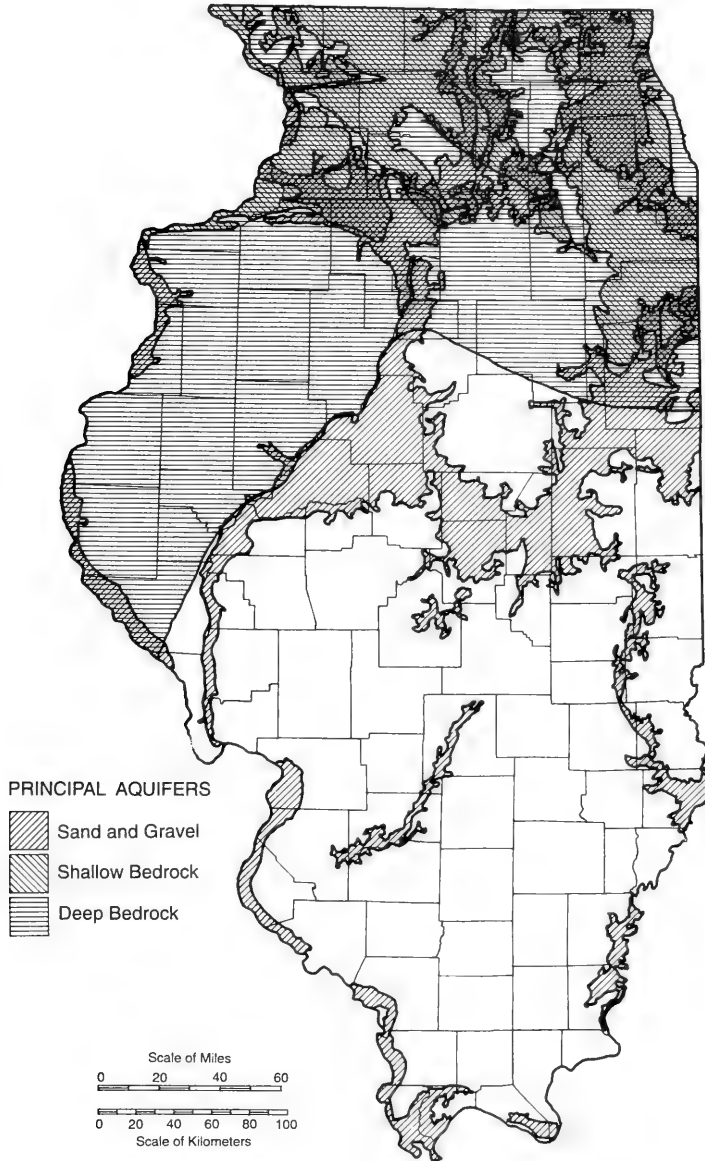 PRINCIPAL AQUIFERS
Sand and Gravel
Shallow Bedrock
Deep Bedrock
Scale of Miles
0 20 40 60
0 20 40 60 80 100
Scale of Kilometers